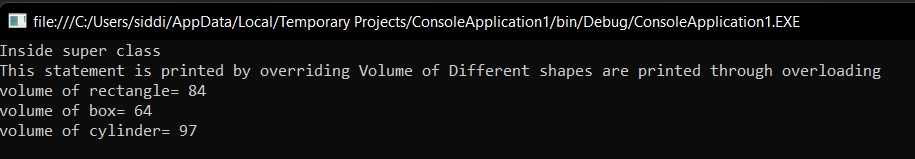 file:///C:/Users/siddi/AppData/Local/Temporary Projects/ConsoleApplication1/bin/Debug/ConsoleApplication1.EXE
Inside super class
This statement is printed by overriding Volume of Different shapes are printed through overloading
volume of rectangle= 84
volume of box= 64
volume of cylinder= 97